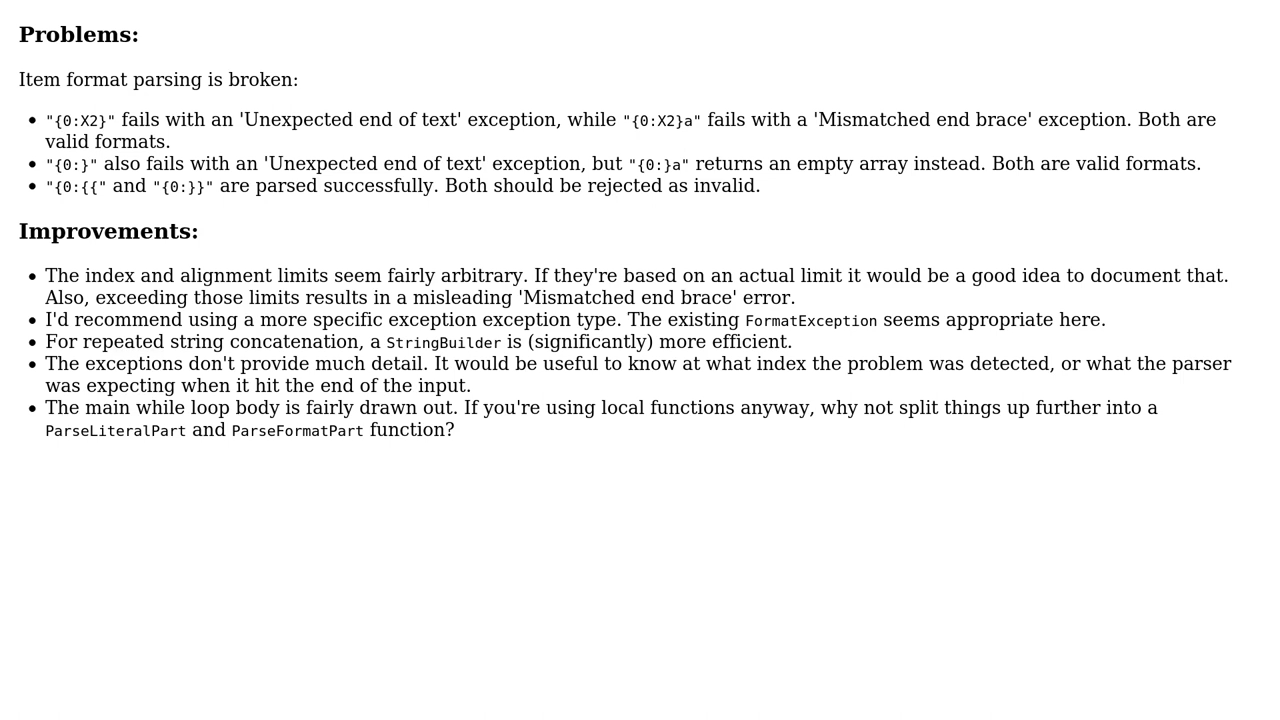 Problems:
Item format parsing is broken:
• "{0:X2}" fails with an 'Unexpected end of text' exception, while "{0:X2}a" fails with a 'Mismatched end brace' exception. Both are
valid formats.
• "{0:}" also fails with an 'Unexpected end of text' exception, but "{0:}a" returns an empty array instead. Both are valid formats.
• "{0:{{" and "{0:}}" are parsed successfully. Both should be rejected as invalid.
Improvements:
• The index and alignment limits seem fairly arbitrary. If they're based on an actual limit it would be a good idea to document that.
Also, exceeding those limits results in a misleading 'Mismatched end brace' error.
• I'd recommend using a more specific exception exception type. The existing FormatException seems appropriate here.
• For repeated string concatenation, a StringBuilder is (significantly) more efficient.
• The exceptions don't provide much detail. It would be useful to know at what index the problem was detected, or what the parser
was expecting when it hit the end of the input.
• The main while loop body is fairly drawn out. If you're using local functions anyway, why not split things up further into a
ParseLiteralPart and ParseFormatPart function?